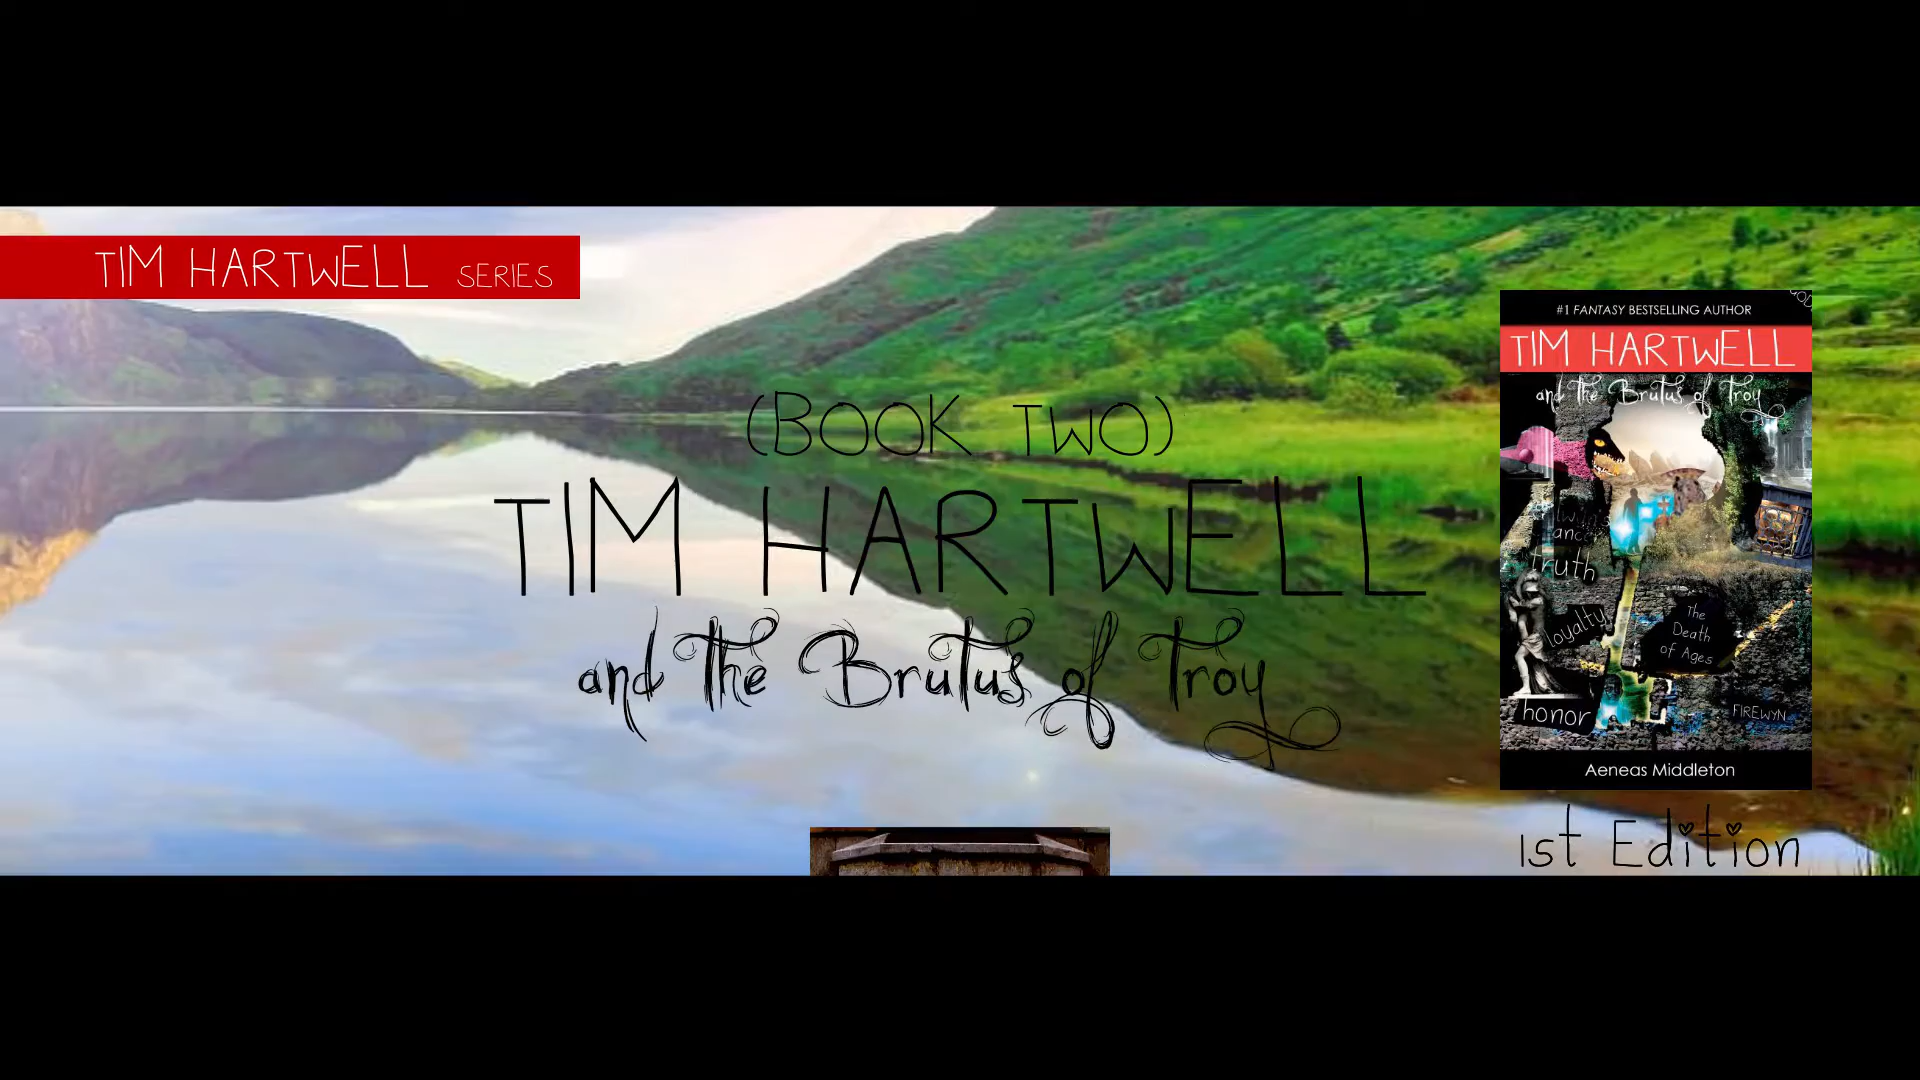 TIM HARTWELL SERIES
(BOOK TWO)
TIM HARTWELL
and the Brutus of Troy
#1 FANTASY BESTSELLING AUTHOR
TIM HARTWELL
and the Brutus of Troy
truth
loyalty
honor
The
Death
of Ages
FIREWYN
Aeneas Middleton
1st Edition